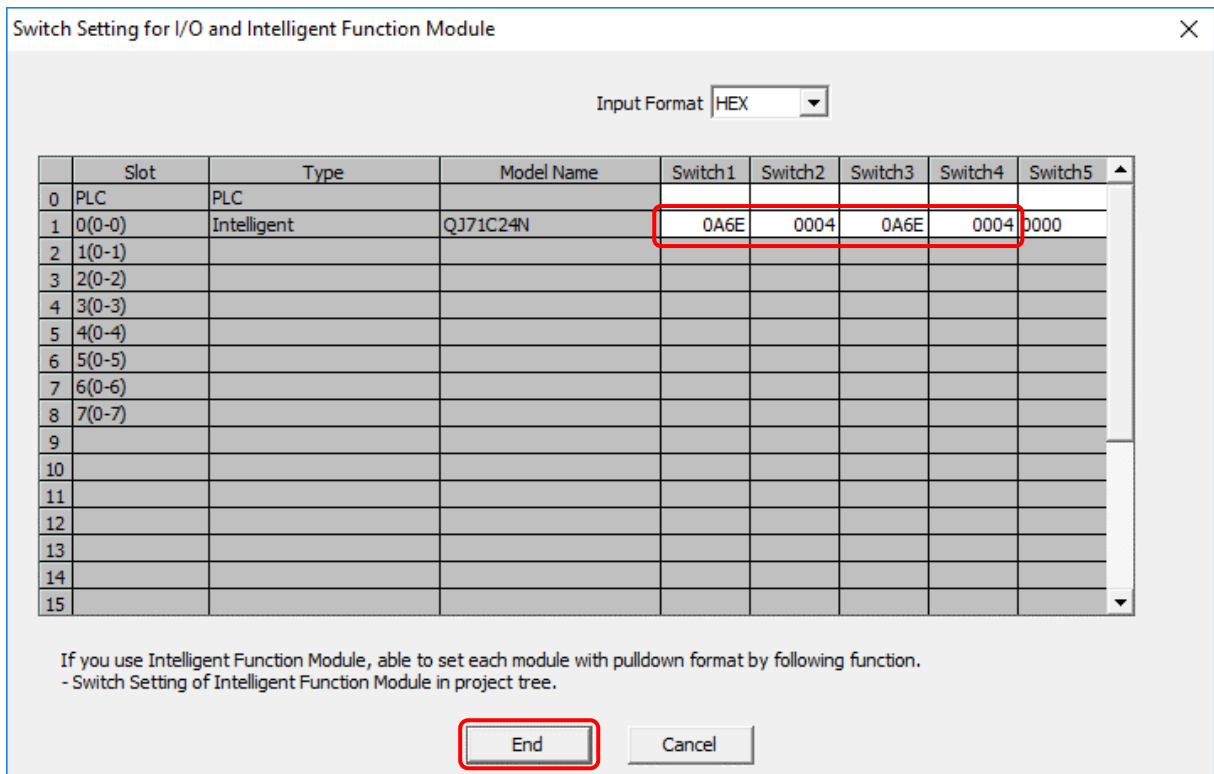 Switch Setting for I/O and Intelligent Function Module
Input Format HEX
Slot Type Model Name Switch1 Switch2 Switch3 Switch4 Switch5
0 PLC PLC
1 0(0-0) Intelligent QJ71C24N 0A6E 0004 0A6E 0004 0000
2 1(0-1)
3 2(0-2)
4 3(0-3)
5 4(0-4)
6 5(0-5)
7 6(0-6)
8 7(0-7)
9
10
11
12
13
14
15
If you use Intelligent Function Module, able to set each module with pulldown format by following function.
- Switch Setting of Intelligent Function Module in project tree.
End Cancel